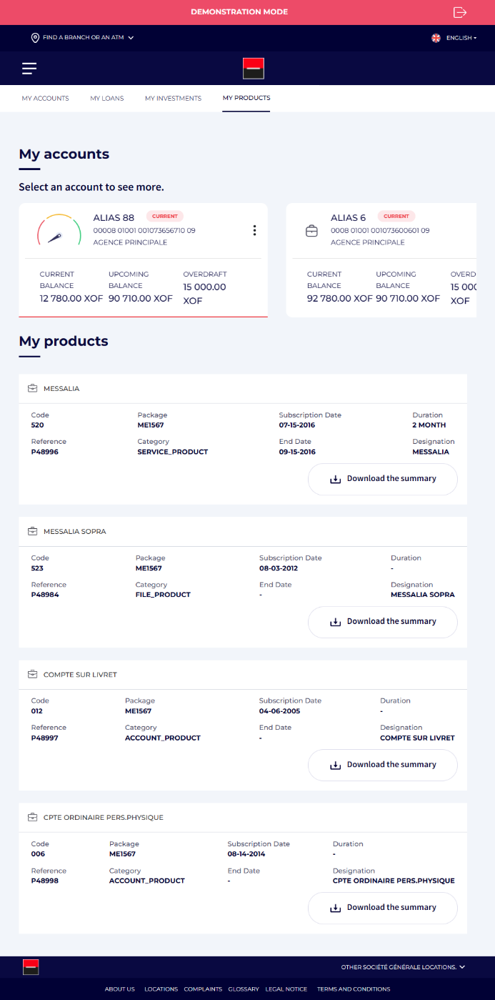 DEMONSTRATION MODE
FIND A BRANCH OR AN ATM
ENGLISH
MY ACCOUNTS MY LOANS MY INVESTMENTS MY PRODUCTS
My accounts
Select an account to see more.
ALIAS 88 CURRENT
00008 01001 001073656710 09
AGENCE PRINCIPALE
CURRENT BALANCE UPCOMING BALANCE OVERDRAFT
12 780.00 XOF 90 710.00 XOF 15 000.00 XOF
ALIAS 6 CURRENT
0008 01001 001073600601 09
AGENCE PRINCIPALE
CURRENT BALANCE UPCOMING BALANCE OVERD
92 780.00 XOF 90 710.00 XOF 15 00 XOF
My products
MESSALIA
Code Package Subscription Date Duration
520 ME1567 07-15-2016 2 MONTH
Reference Category End Date Designation
P48996 SERVICE_PRODUCT 09-15-2016 MESSALIA
Download the summary
MESSALIA SOPRA
Code Package Subscription Date Duration
523 ME1567 08-03-2012 -
Reference Category End Date Designation
P48984 FILE_PRODUCT - MESSALIA SOPRA
Download the summary
COMPTE SUR LIVRET
Code Package Subscription Date Duration
012 ME1567 04-06-2005 -
Reference Category End Date Designation
P48997 ACCOUNT_PRODUCT - COMPTE SUR LIVRET
Download the summary
CPTE ORDINAIRE PERS.PHYSIQUE
Code Package Subscription Date Duration
006 ME1567 08-14-2014 -
Reference Category End Date Designation
P48998 ACCOUNT_PRODUCT - CPTE ORDINAIRE PERS.PHYSIQUE
Download the summary
OTHER SOCIÉTÉ GÉNÉRALE LOCATIONS.
ABOUT US LOCATIONS COMPLAINTS GLOSSARY LEGAL NOTICE TERMS AND CONDITIONS